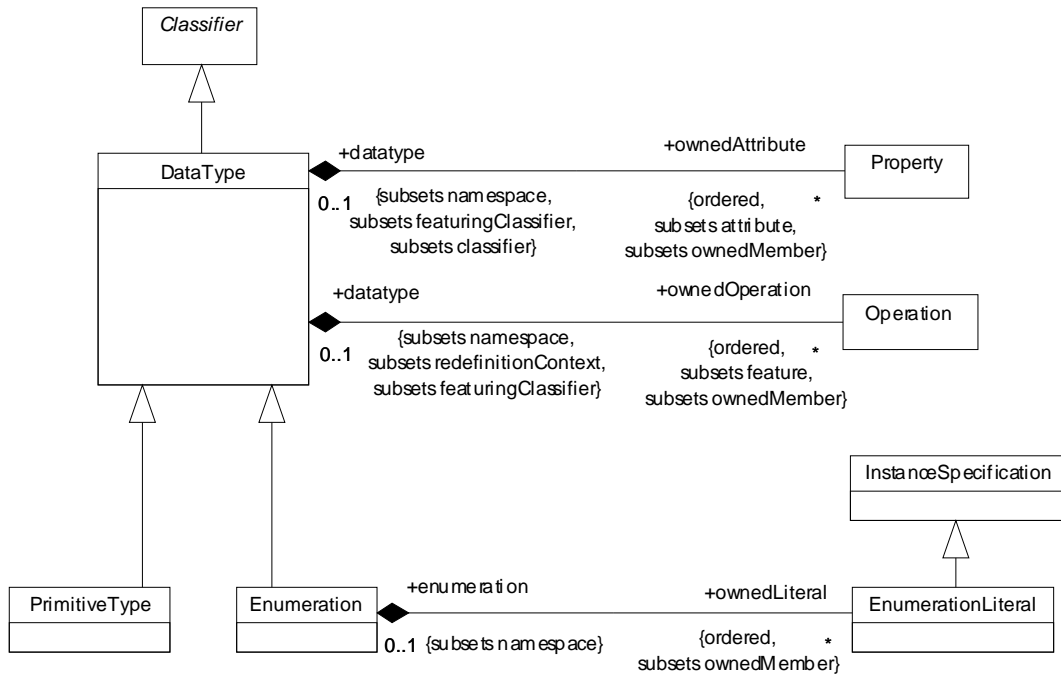 Classifier
DataType
+datatype
+ownedAttribute
Property
0..1
{subsets namespace,
subsets featuringClassifier,
subsets classifier}
{ordered,
subsets attribute,
subsets ownedMember}
*
+datatype
+ownedOperation
Operation
0..1
{subsets namespace,
subsets redefinitionContext,
subsets featuringClassifier}
{ordered,
subsets feature,
subsets ownedMember}
*
InstanceSpecification
PrimitiveType
Enumeration
+enumeration
+ownedLiteral
EnumerationLiteral
0..1
{subsets namespace}
{ordered,
subsets ownedMember}
*